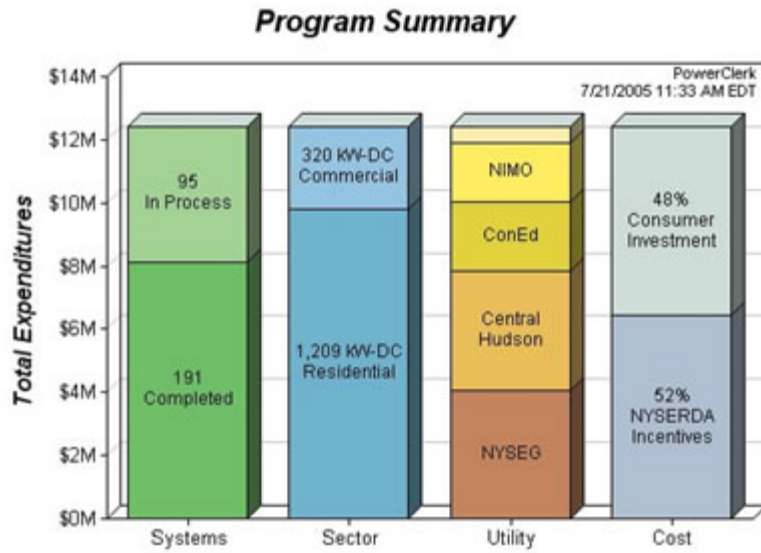 Program Summary
PowerClerk
7/21/2005 11:33 AM EDT
Total Expenditures
$14M
$12M
$10M
$8M
$6M
$4M
$2M
$0M
95
In Process
191
Completed
320 kW-DC
Commercial
1,209 kW-DC
Residential
NIMO
ConEd
Central
Hudson
NYSEG
48%
Consumer
Investment
52%
NYSERDA
Incentives
Systems
Sector
Utility
Cost